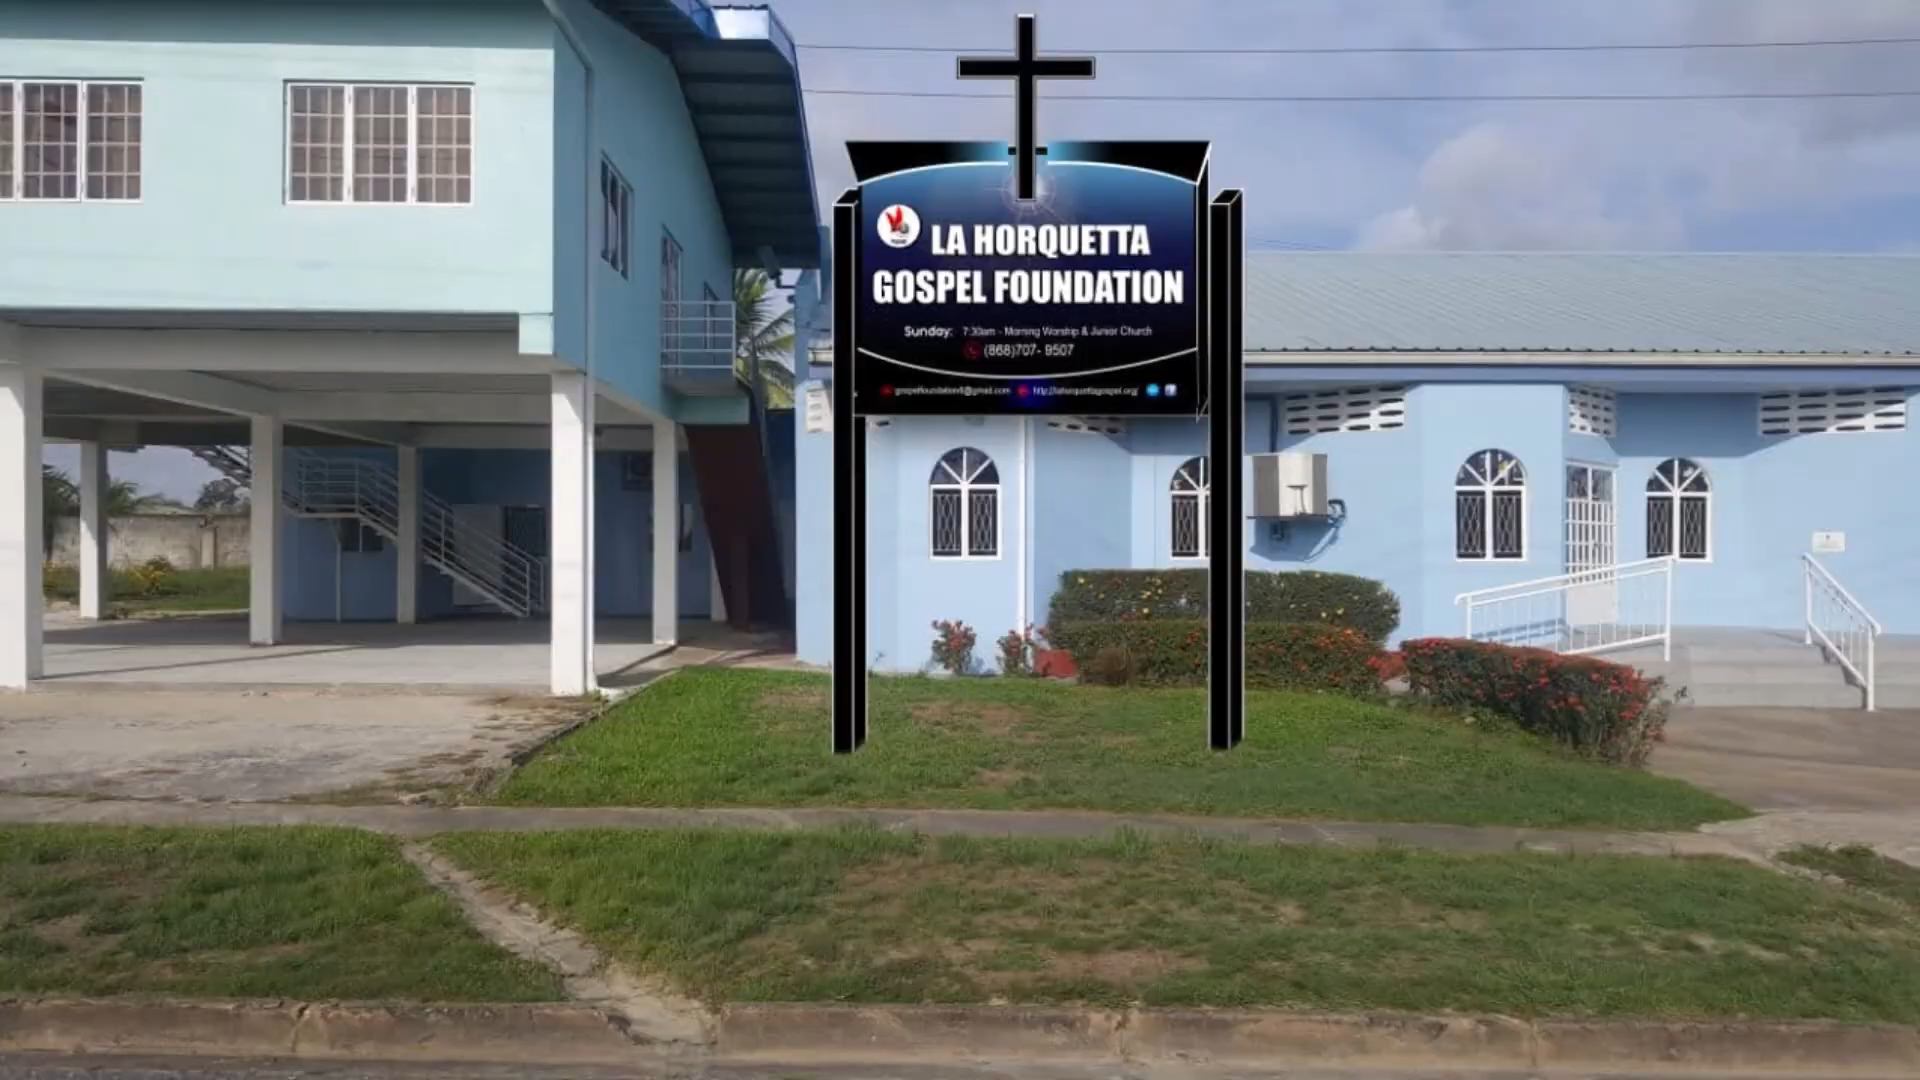 LA HORQUETTA
GOSPEL FOUNDATION
Sunday: 7:30am - Morning Worship & Junior Church
(868)707- 9507